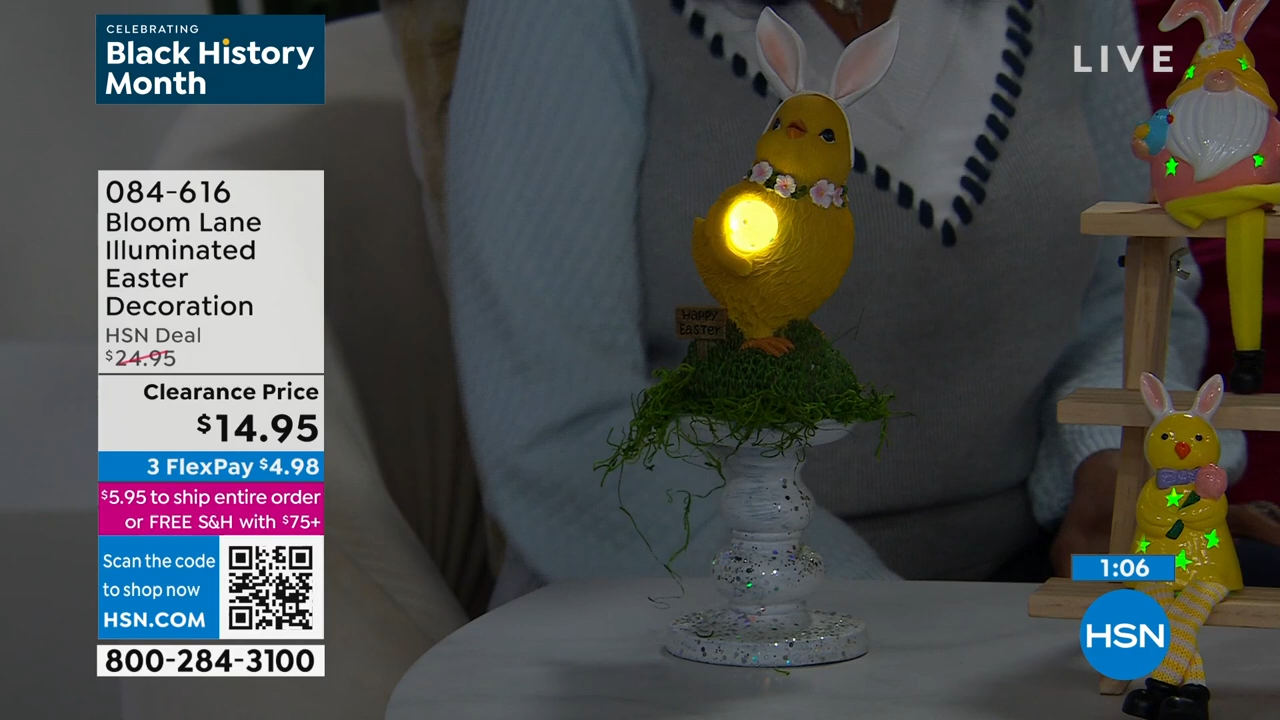 CELEBRATING
Black History
Month
LIVE
084-616
Bloom Lane
Illuminated
Easter
Decoration
HSN Deal
$24.95
Clearance Price
$14.95
3 FlexPay $4.98
$5.95 to ship entire order
or FREE S&H with $75+
Scan the code
to shop now
HSN.COM
800-284-3100
HAPPY
EASTER
1:06
HSN